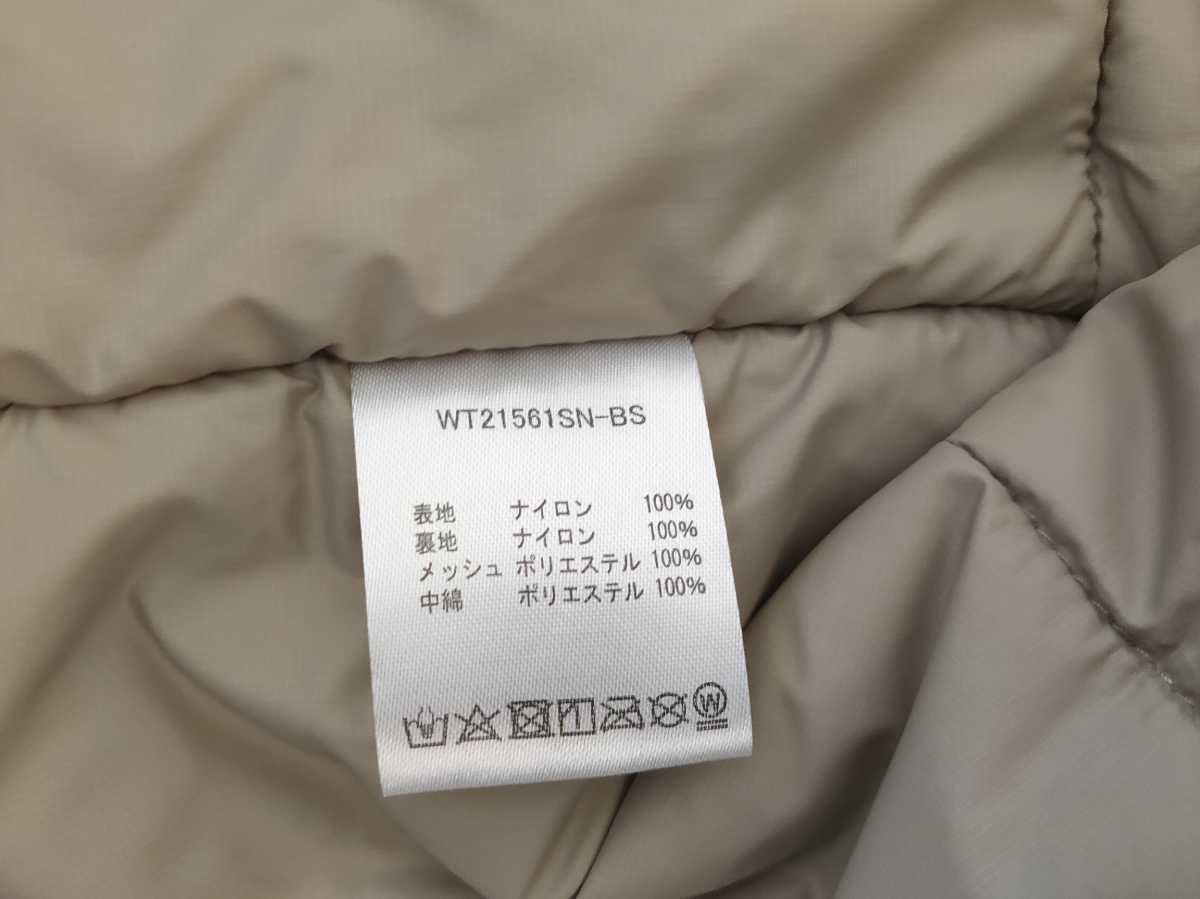 WT21561SN-BS
表地 ナイロン 100%
裏地 ナイロン 100%
メッシュ ポリエステル 100%
中綿 ポリエステル 100%
W